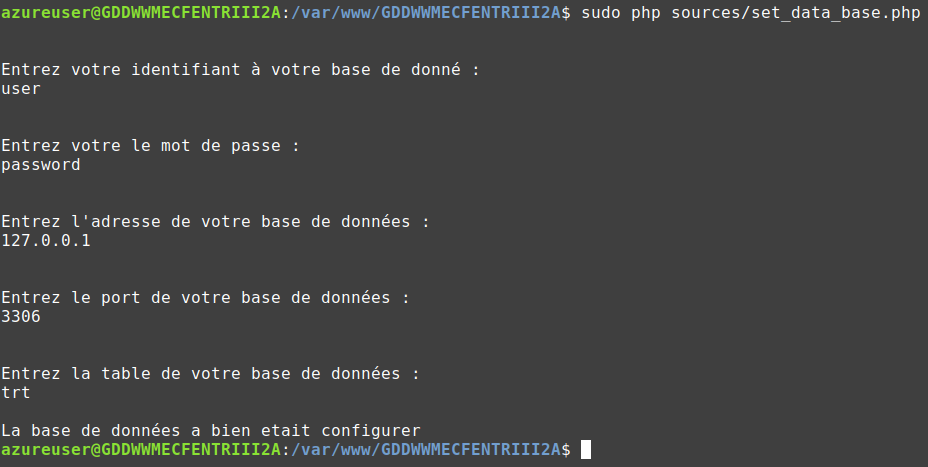 azureuser@GDDWWMECFENTRIII2A:/var/www/GDDWWMECFENTRIII2A$ sudo php sources/set_data_base.php
Entrez votre identifiant à votre base de donné :
user
Entrez votre le mot de passe :
password
Entrez l'adresse de votre base de données :
127.0.0.1
Entrez le port de votre base de données :
3306
Entrez la table de votre base de données :
trt
La base de données a bien etait configurer
azureuser@GDDWWMECFENTRIII2A:/var/www/GDDWWMECFENTRIII2A$